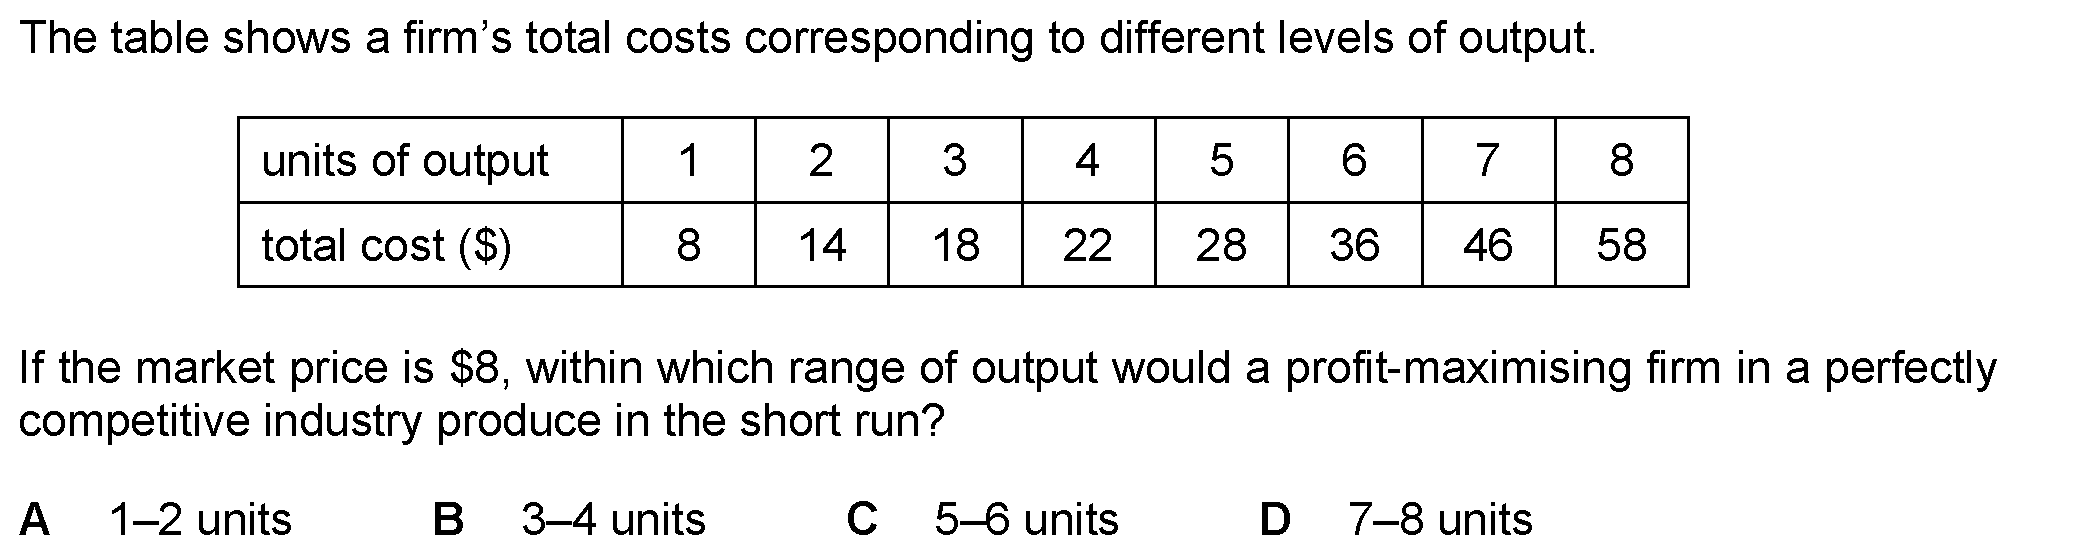 The table shows a firm’s total costs corresponding to different levels of output.
units of output 1 2 3 4 5 6 7 8
total cost ($) 8 14 18 22 28 36 46 58
If the market price is $8, within which range of output would a profit-maximising firm in a perfectly
competitive industry produce in the short run?
A 1–2 units B 3–4 units C 5–6 units D 7–8 units